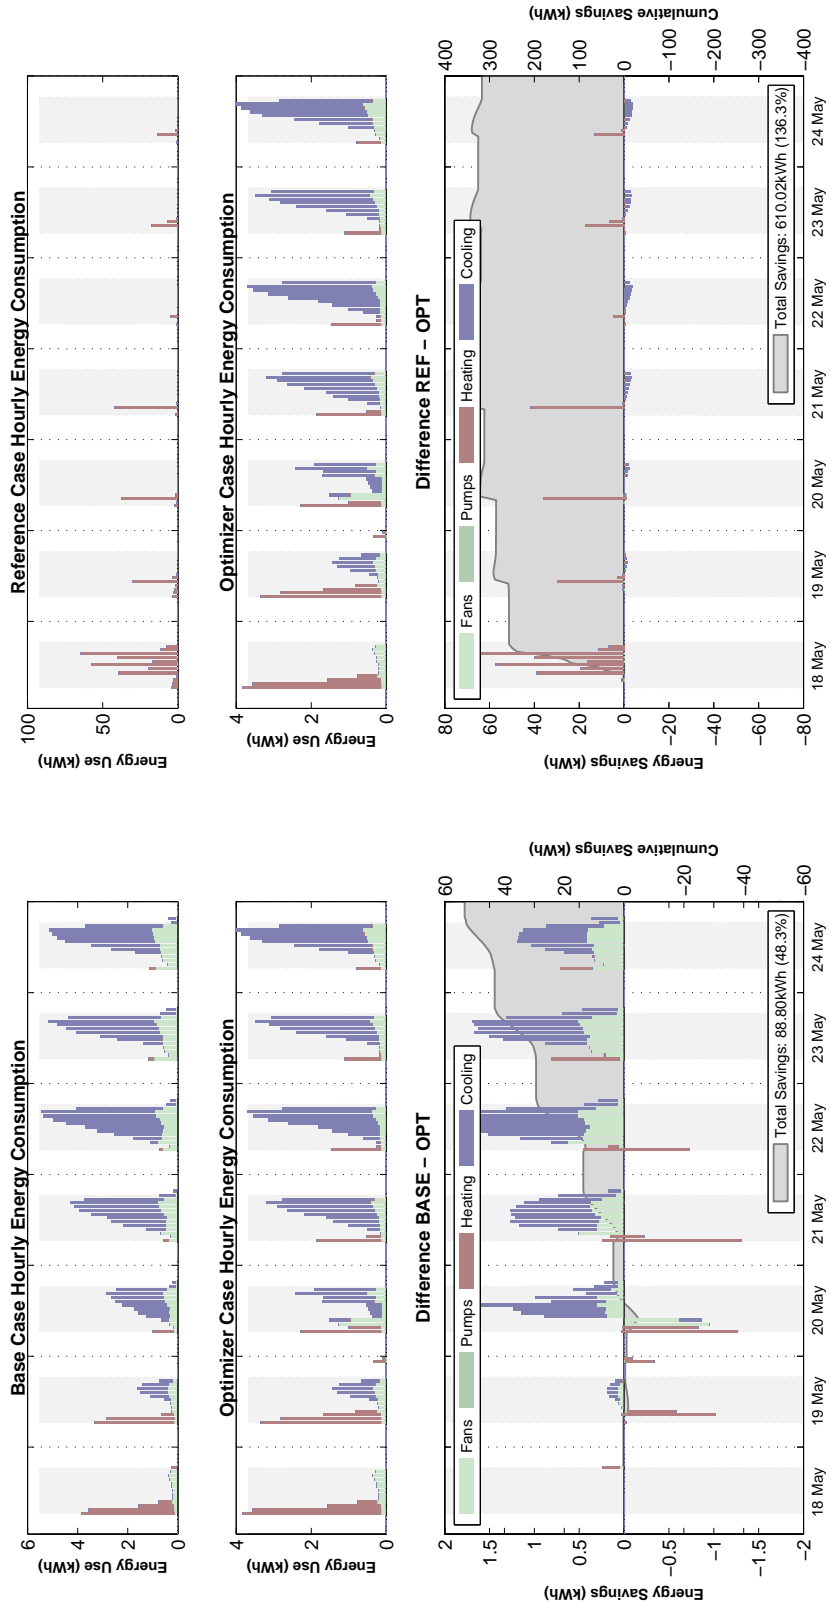 Base Case Hourly Energy Consumption
Energy Use (kWh)
6
4
2
0
Optimizer Case Hourly Energy Consumption
Energy Use (kWh)
4
3
2
1
0
Difference BASE − OPT
Energy Savings (kWh)
Cumulative Savings (kWh)
2
1.5
1
0.5
0
−0.5
−1
−1.5
−2
60
40
20
0
−20
−40
−60
Fans Pumps Heating Cooling
Total Savings: 88.80kWh (48.3%)
18 May 19 May 20 May 21 May 22 May 23 May 24 May
Reference Case Hourly Energy Consumption
Energy Use (kWh)
100
50
0
Optimizer Case Hourly Energy Consumption
Energy Use (kWh)
4
2
0
Difference REF − OPT
Energy Savings (kWh)
Cumulative Savings (kWh)
80
60
40
20
0
−20
−40
−60
−80
400
300
200
100
0
−100
−200
−300
−400
Fans Pumps Heating Cooling
Total Savings: 610.02kWh (136.3%)
18 May 19 May 20 May 21 May 22 May 23 May 24 May